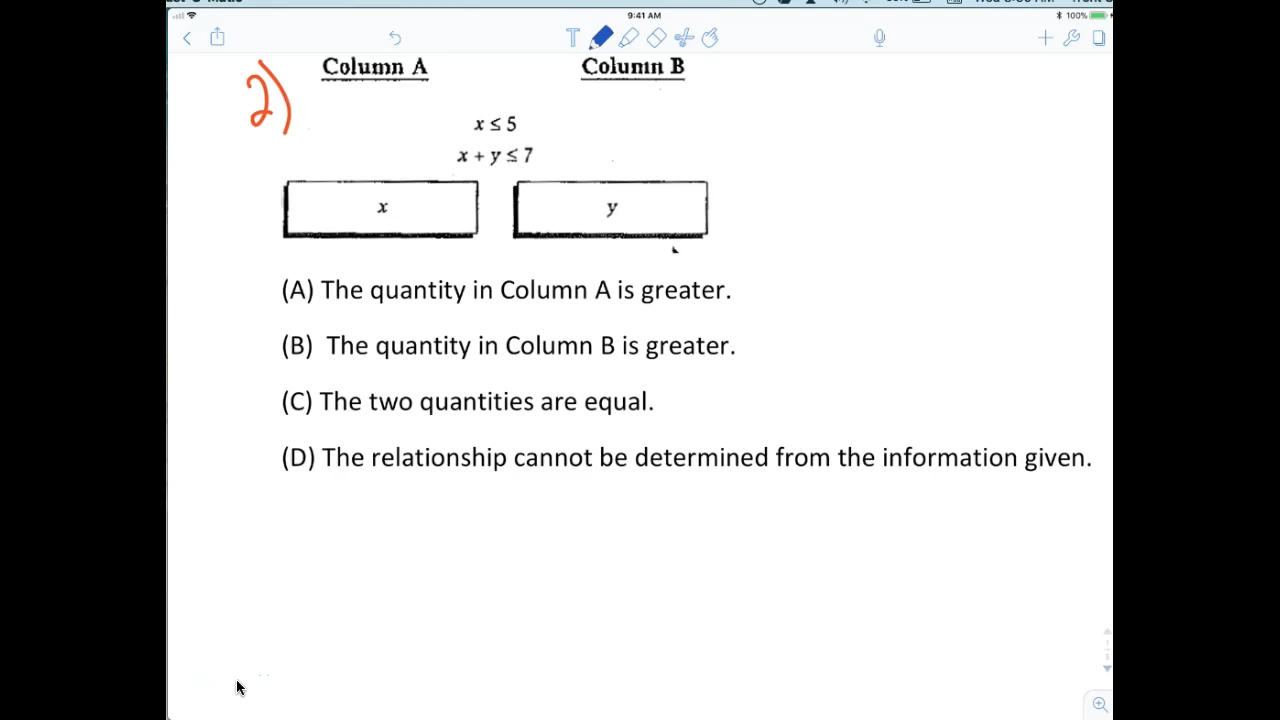 9:41 AM
100%
T
2)
Column A Column B
x ≤ 5
x + y ≤ 7
x y
(A) The quantity in Column A is greater.
(B) The quantity in Column B is greater.
(C) The two quantities are equal.
(D) The relationship cannot be determined from the information given.